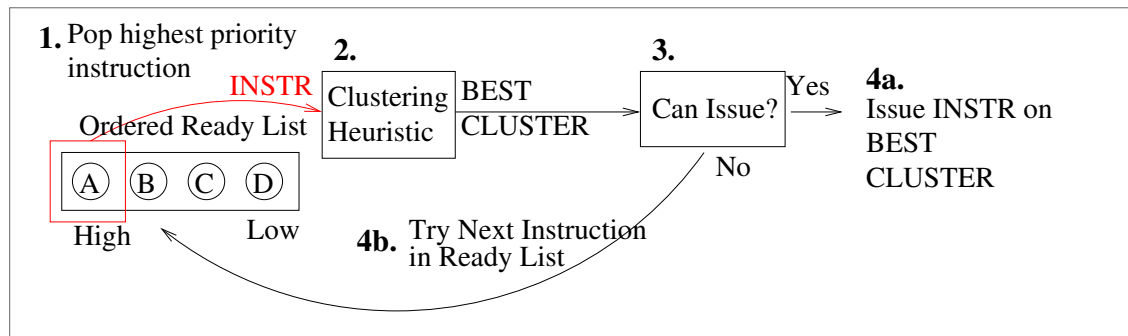 1. Pop highest priority
instruction
INSTR
Ordered Ready List
A B C D
High
Low
2.
Clustering
Heuristic
BEST
CLUSTER
3.
Can Issue?
Yes
No
4a.
Issue INSTR on
BEST
CLUSTER
4b. Try Next Instruction
in Ready List